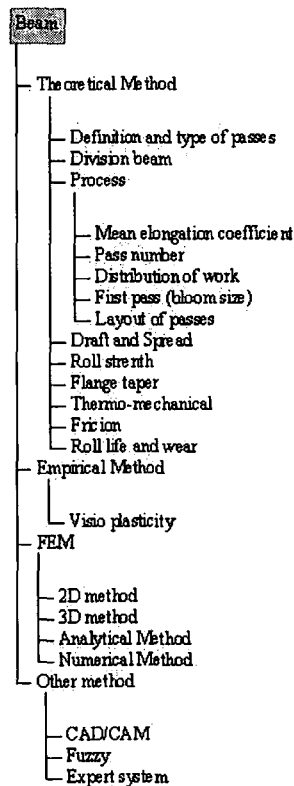 Beam
Theoretical Method
Definition and type of passes
Division beam
Process
Mean elongation coefficient
Pass number
Distribution of work
First pass (bloom size)
Layout of passes
Draft and Spread
Roll strenth
Flange taper
Thermo-mechanical
Fricion
Roll life and wear
Empirical Method
Visio plasticity
FEM
2D method
3D method
Analytical Method
Numerical Method
Other method
CAD/CAM
Fuzzy
Expert system